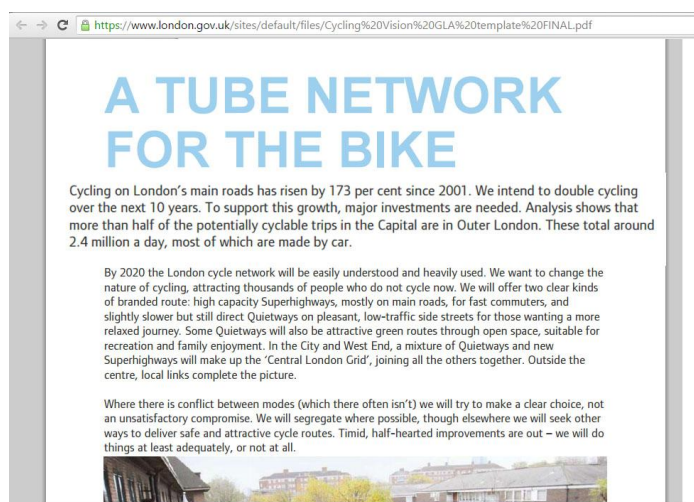 https://www.london.gov.uk/sites/default/files/Cycling%20Vision%20GLA%20template%20FINAL.pdf
A TUBE NETWORK
FOR THE BIKE
Cycling on London's main roads has risen by 173 per cent since 2001. We intend to double cycling
over the next 10 years. To support this growth, major investments are needed. Analysis shows that
more than half of the potentially cyclable trips in the Capital are in Outer London. These total around
2.4 million a day, most of which are made by car.
By 2020 the London cycle network will be easily understood and heavily used. We want to change the
nature of cycling, attracting thousands of people who do not cycle now. We will offer two clear kinds
of branded route: high capacity Superhighways, mostly on main roads, for fast commuters, and
slightly slower but still direct Quietways on pleasant, low-traffic side streets for those wanting a more
relaxed journey. Some Quietways will also be attractive green routes through open space, suitable for
recreation and family enjoyment. In the City and West End, a mixture of Quietways and new
Superhighways will make up the 'Central London Grid', joining all the others together. Outside the
centre, local links complete the picture.
Where there is conflict between modes (which there often isn't) we will try to make a clear choice, not
an unsatisfactory compromise. We will segregate where possible, though elsewhere we will seek other
ways to deliver safe and attractive cycle routes. Timid, half-hearted improvements are out – we will do
things at least adequately, or not at all.